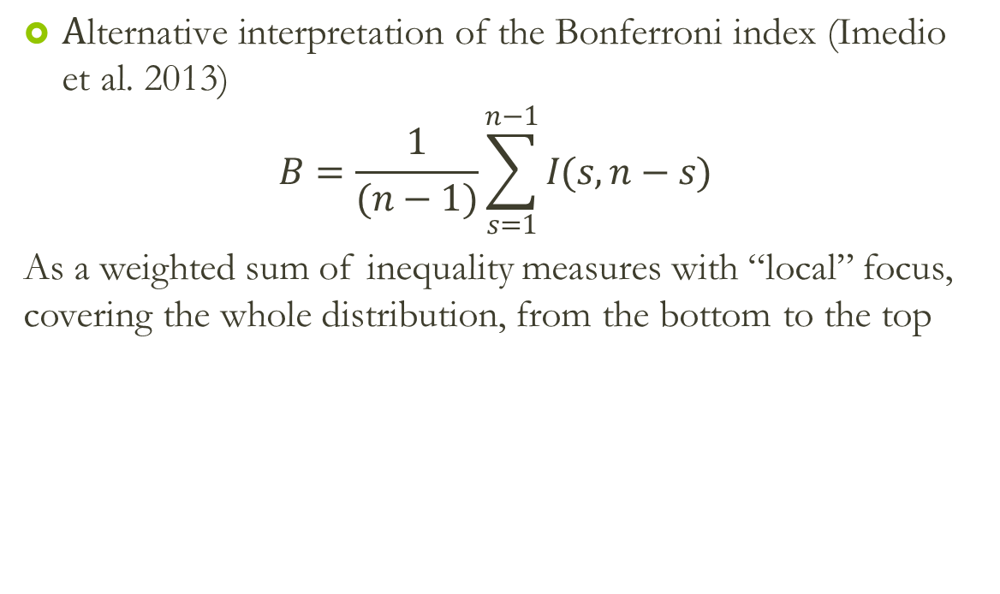 Alternative interpretation of the Bonferroni index (Imedio
et al. 2013)
B = \frac{1}{(n-1)} \sum_{s=1}^{n-1} I(s, n-s)
As a weighted sum of inequality measures with “local” focus,
covering the whole distribution, from the bottom to the top